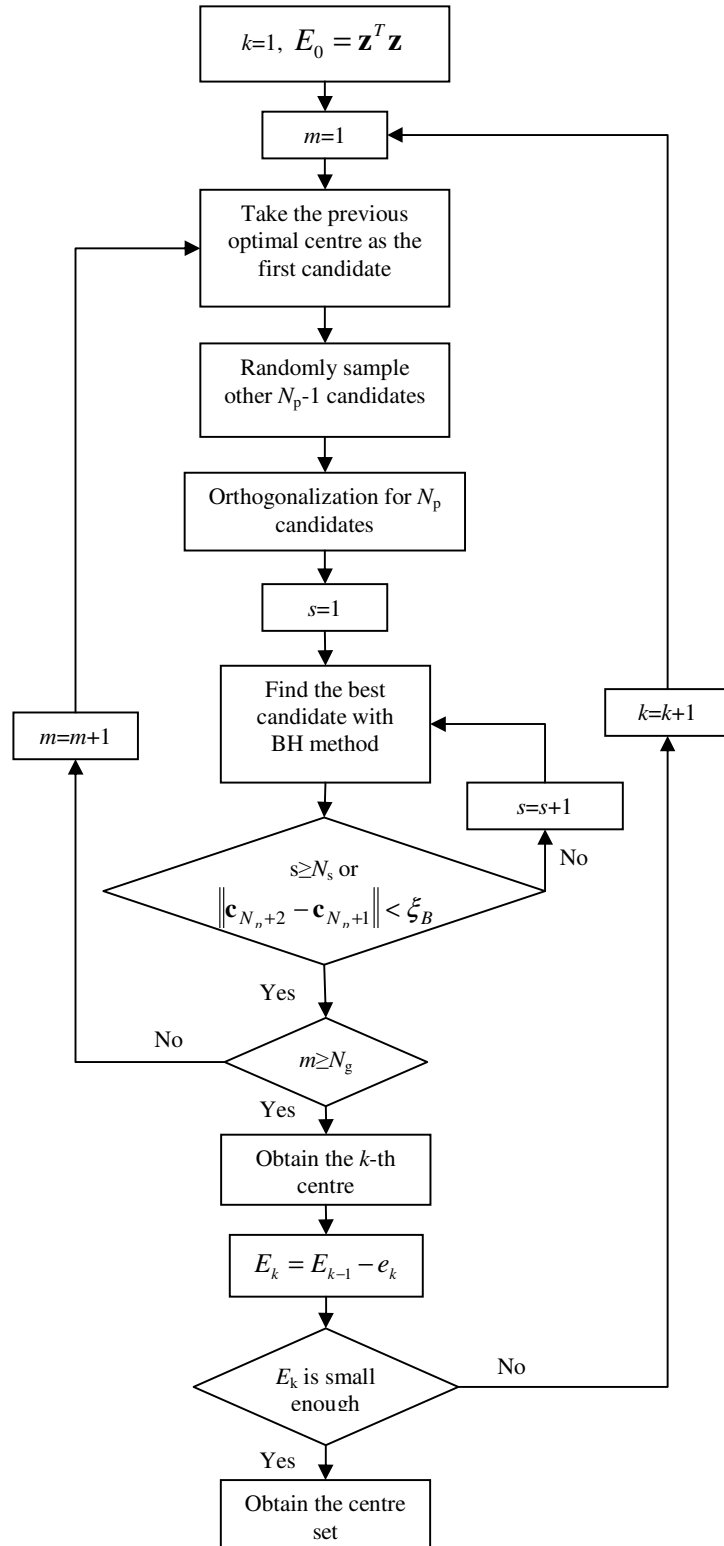 k=1, E_0 = z^T z
m=1
Take the previous
optimal centre as the
first candidate
Randomly sample
other N_p-1 candidates
Orthogonalization for N_p
candidates
s=1
Find the best
candidate with
BH method
m=m+1
k=k+1
s=s+1
No
s≥N_s or
‖c_{N_p+2} − c_{N_p+1}‖ < ξ_B
Yes
No
m≥N_g
Yes
Obtain the k-th
centre
E_k = E_{k−1} − e_k
No
E_k is small
enough
Yes
Obtain the centre
set